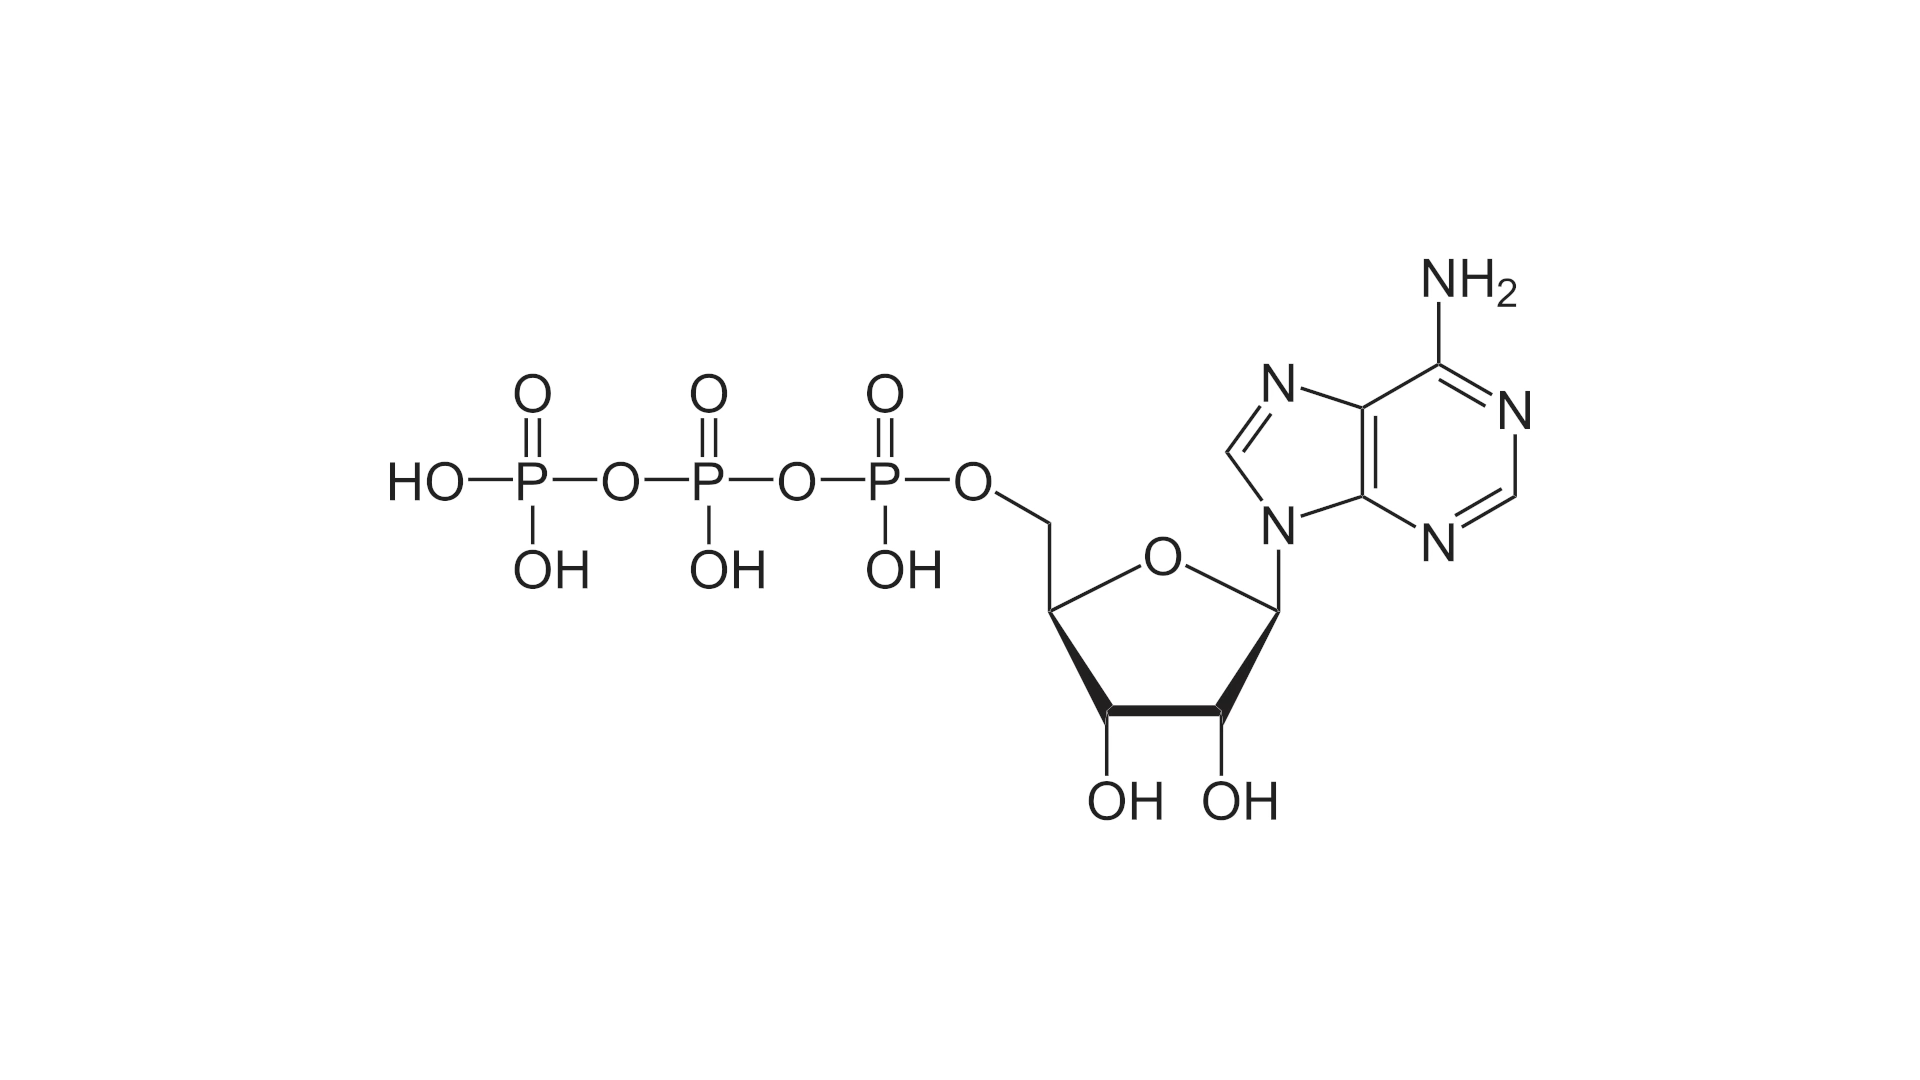 NH2
N
N
O O O
HO P O P O P O
N
N
O
OH OH OH
OH OH